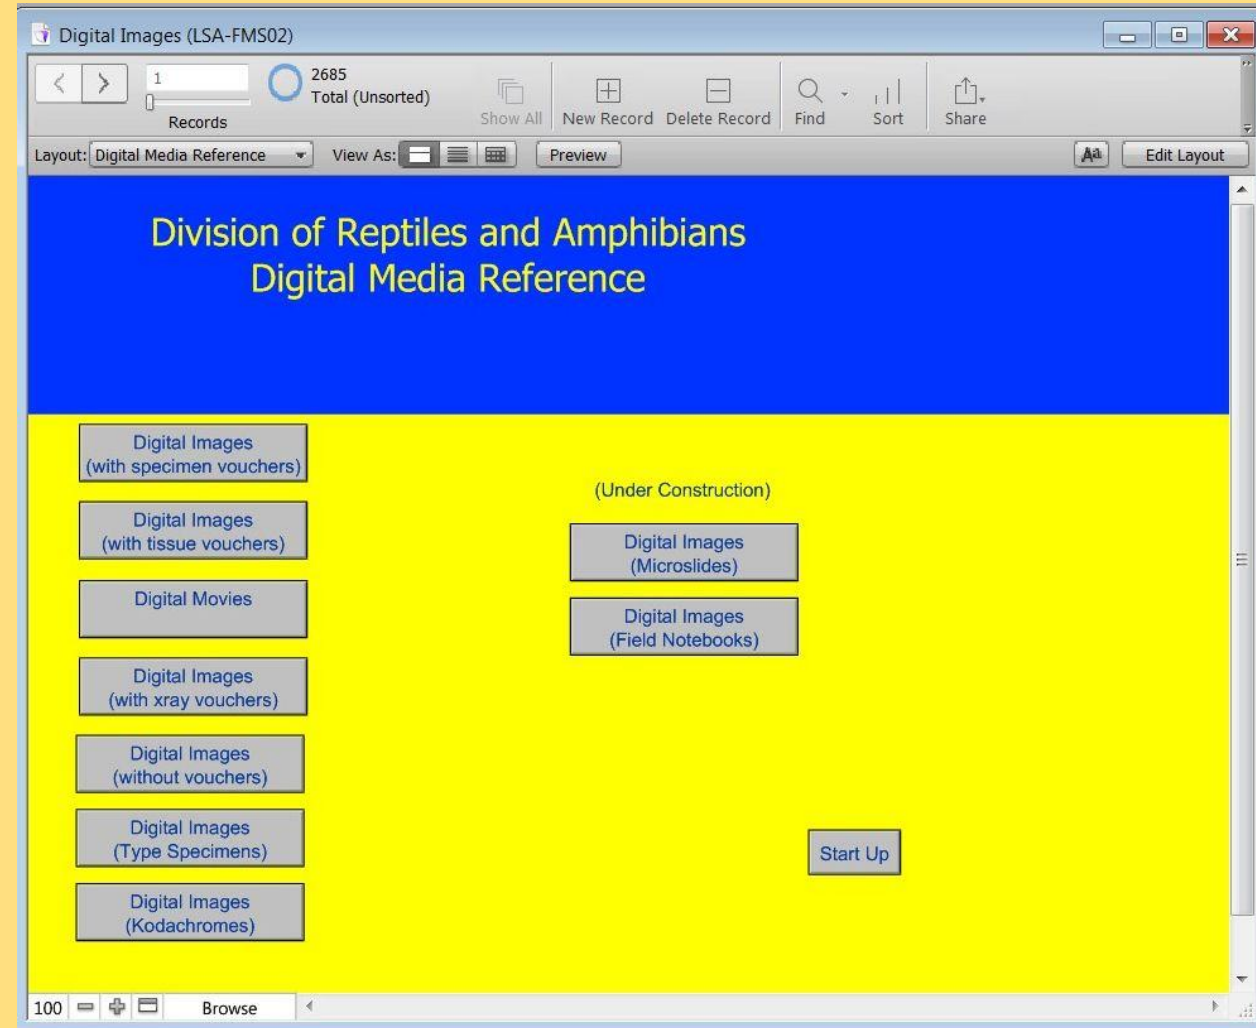 Digital Images (LSA-FMS02)
1
Records
2685
Total (Unsorted)
Show All
New Record
Delete Record
Find
Sort
Share
Layout: Digital Media Reference
View As:
Preview
Aa
Edit Layout
Division of Reptiles and Amphibians
Digital Media Reference
Digital Images
(with specimen vouchers)
Digital Images
(with tissue vouchers)
Digital Movies
Digital Images
(with xray vouchers)
Digital Images
(without vouchers)
Digital Images
(Type Specimens)
Digital Images
(Kodachromes)
(Under Construction)
Digital Images
(Microslides)
Digital Images
(Field Notebooks)
Start Up
100
Browse